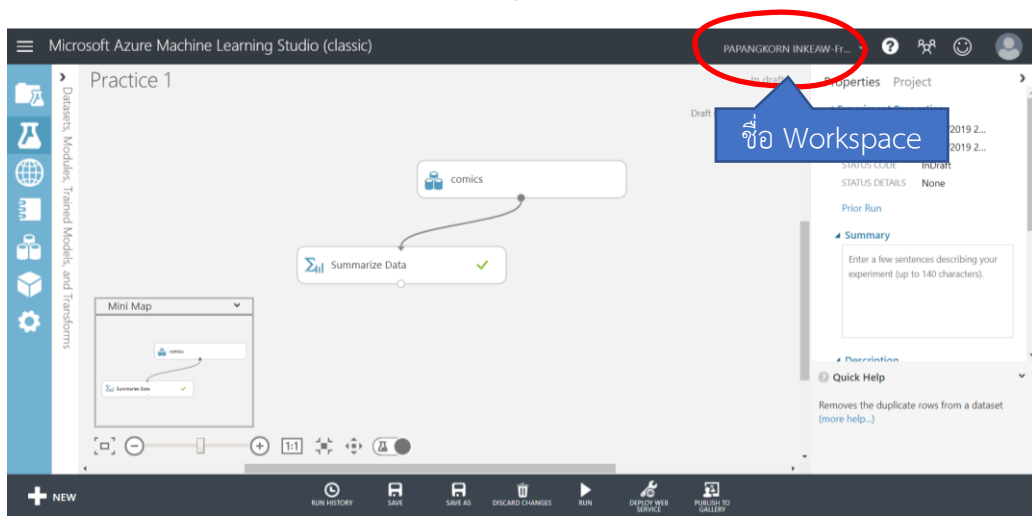 Microsoft Azure Machine Learning Studio (classic)
PAPANGKORN INKEAW-Fr...
?
Datasets, Modules, Trained Models, and Transforms
Practice 1
In draft
Draft
Properties Project
ชื่อ Workspace
/2019 2...
/2019 2...
STATUS CODE InDraft
STATUS DETAILS None
Prior Run
Summary
Enter a few sentences describing your
experiment (up to 140 characters).
Description
comics
Summarize Data
Mini Map
comics
Summarize Data
1:1
Quick Help
Removes the duplicate rows from a dataset
(more help...)
NEW
RUN HISTORY
SAVE
SAVE AS
DISCARD CHANGES
RUN
DEPLOY WEB
SERVICE
PUBLISH TO
GALLERY